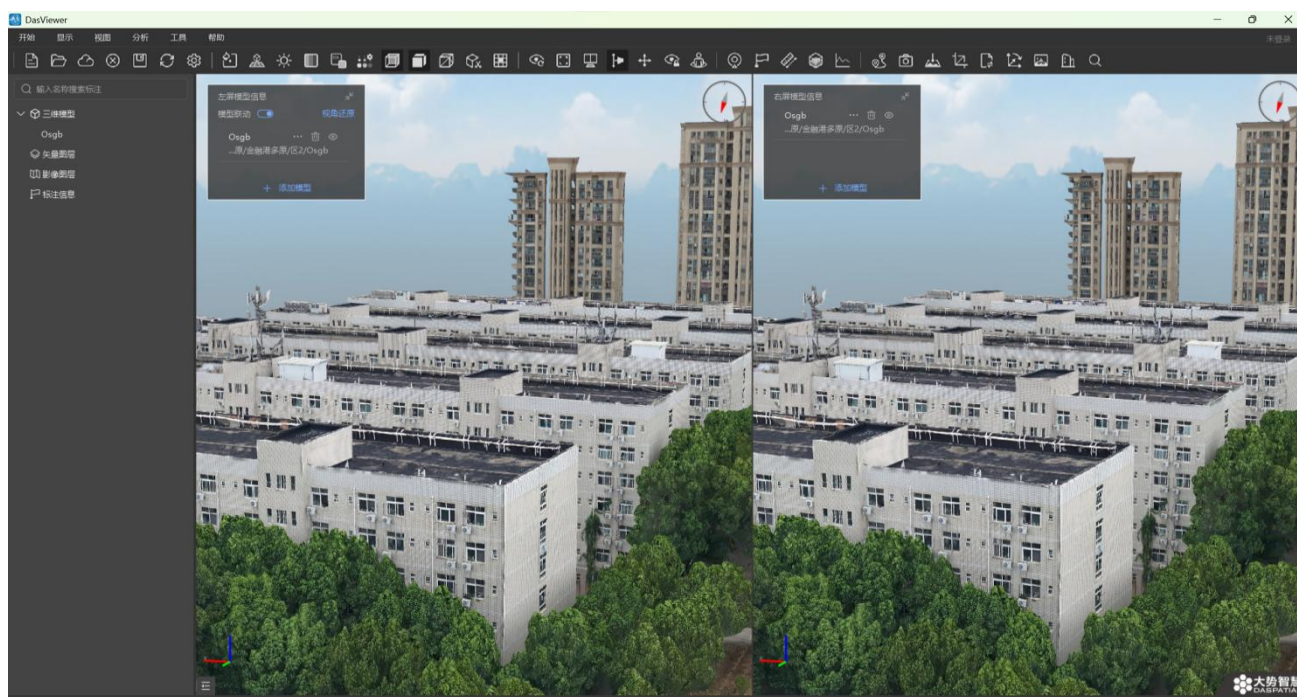 DasViewer
开始 显示 视图 分析 工具 帮助
未登录
输入名称搜索标注
三维模型
Osgb
矢量图层
影像图层
标注信息
左屏模型信息
模型联动 视角还原
Osgb
...原/金融港多原/区2/Osgb
+ 添加模型
右屏模型信息
Osgb
...原/金融港多原/区2/Osgb
+ 添加模型
大势智慧
DASPATIAL